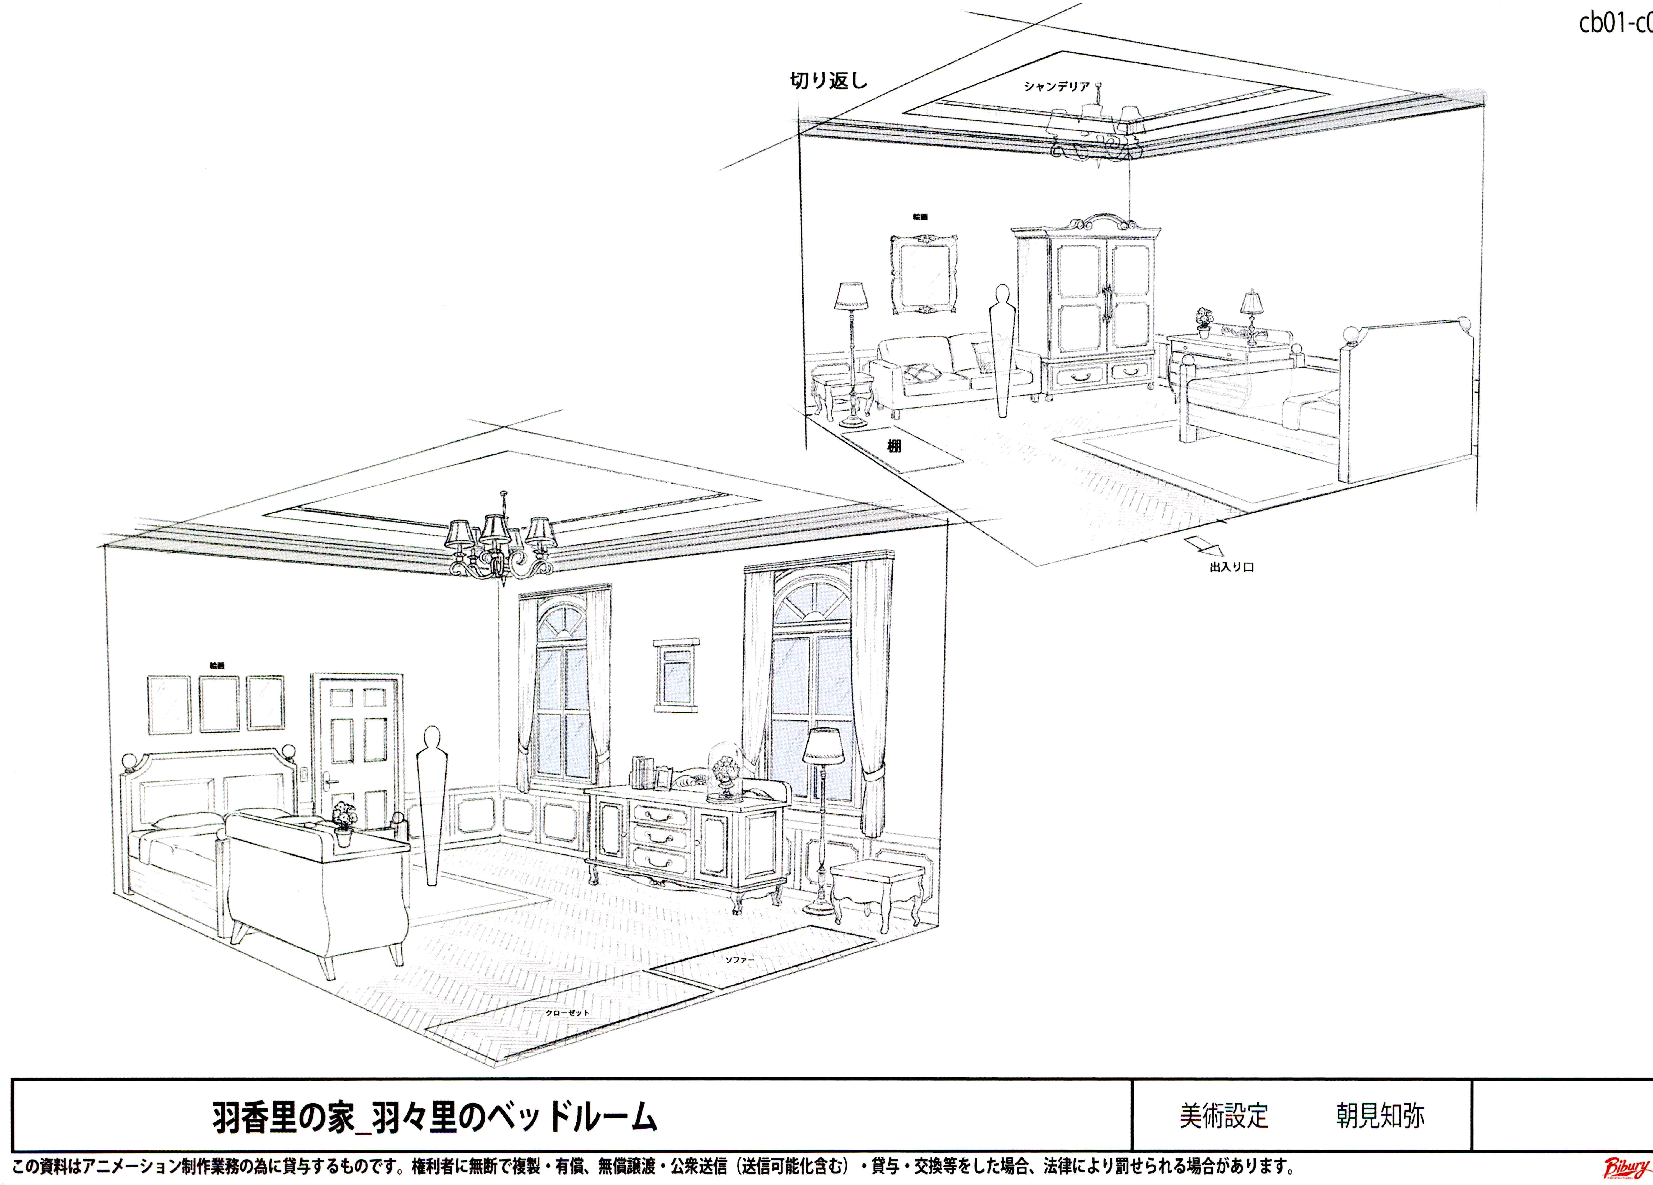 cb01-c0
切り返し
シャンデリア
絵画
棚
出入り口
絵画
ソファー
クローゼット
羽香里の家_羽々里のベッドルーム
美術設定 朝見知弥
この資料はアニメーション制作業務の為に貸与するものです。権利者に無断で複製・有償、無償譲渡・公衆送信（送信可能化含む）・貸与・交換等をした場合、法律により罰せられる場合があります。
Bibury